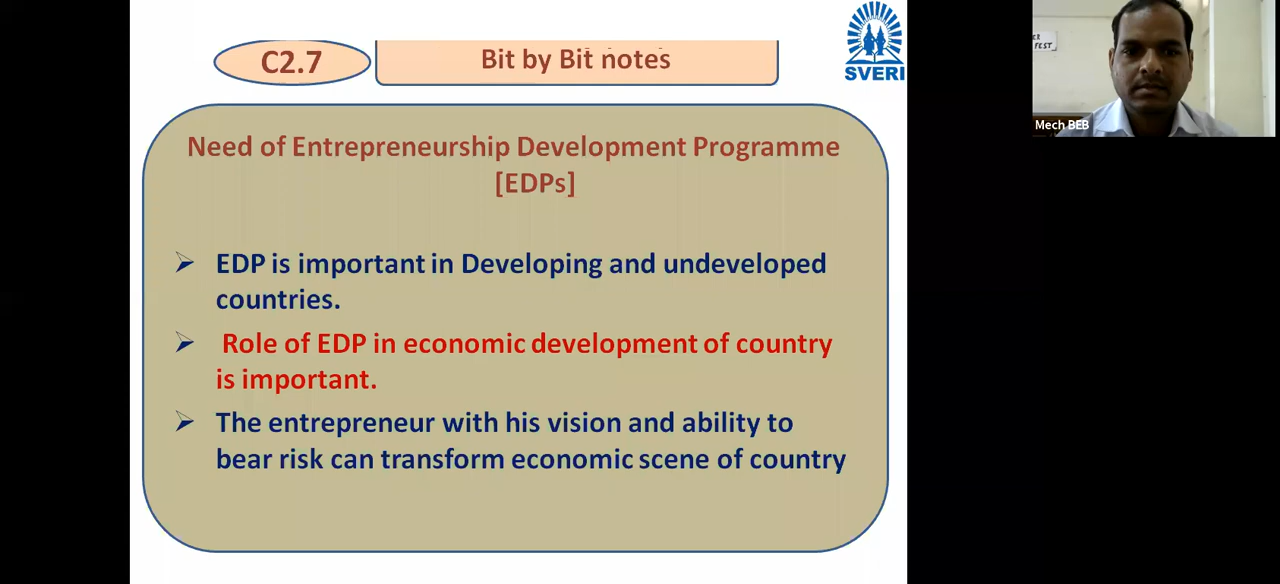 C2.7
Bit by Bit notes
SVERI
Need of Entrepreneurship Development Programme
[EDPs]
EDP is important in Developing and undeveloped
countries.
Role of EDP in economic development of country
is important.
The entrepreneur with his vision and ability to
bear risk can transform economic scene of country
FEST
Mech BEB